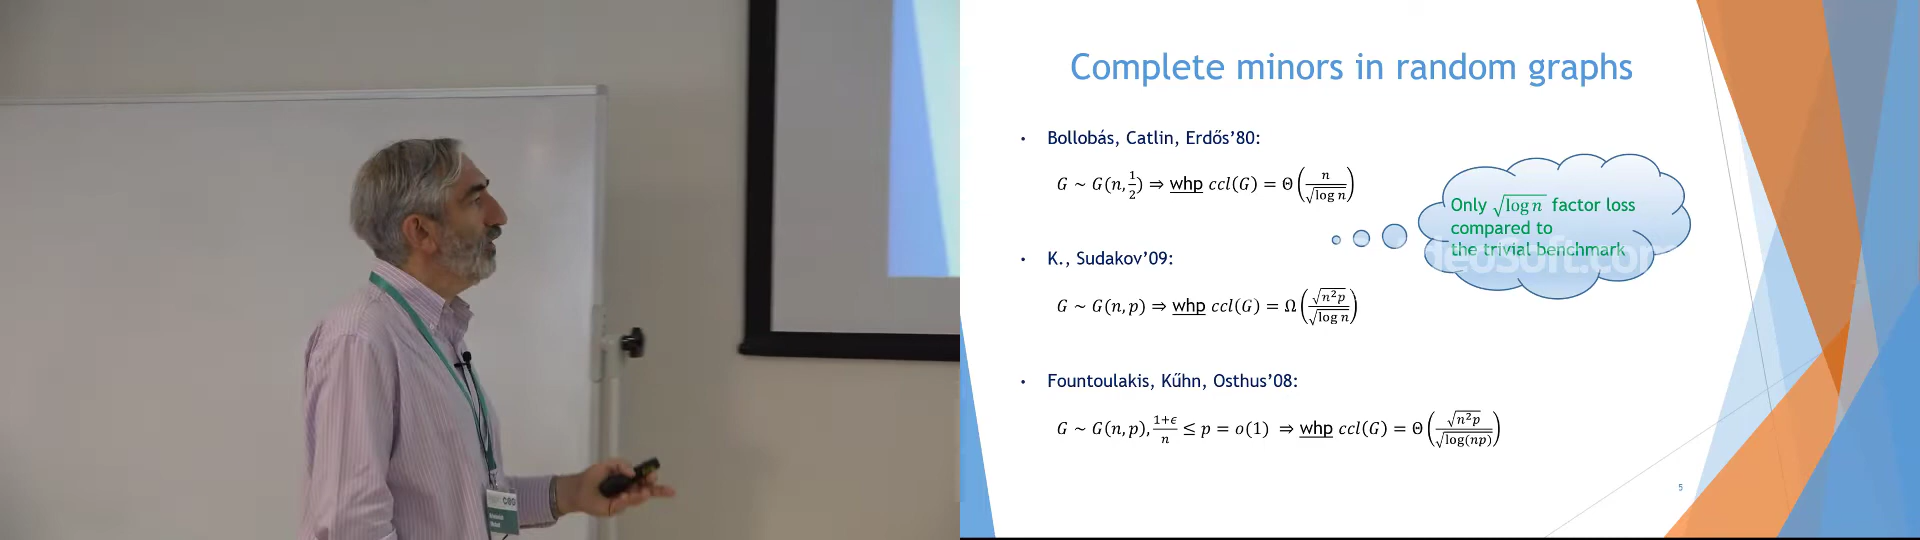 Complete minors in random graphs
• Bollobás, Catlin, Erdős'80:
G ~ G(n, 1/2) ⇒ whp ccl(G) = Θ(n/√log n)
Only √log n factor loss
compared to
the trivial benchmark
• K., Sudakov'09:
G ~ G(n,p) ⇒ whp ccl(G) = Ω(√n²p/√log n)
• Fountoulakis, Kűhn, Osthus'08:
G ~ G(n,p), 1+ϵ/n ≤ p = o(1) ⇒ whp ccl(G) = Θ(√n²p/√log(np))
5